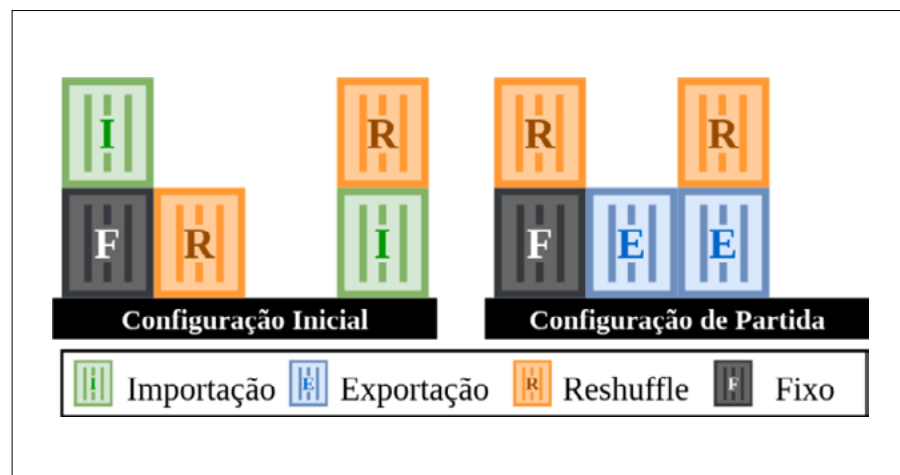 I R R R
F R I F E E
Configuração Inicial Configuração de Partida
I Importação E Exportação R Reshuffle F Fixo